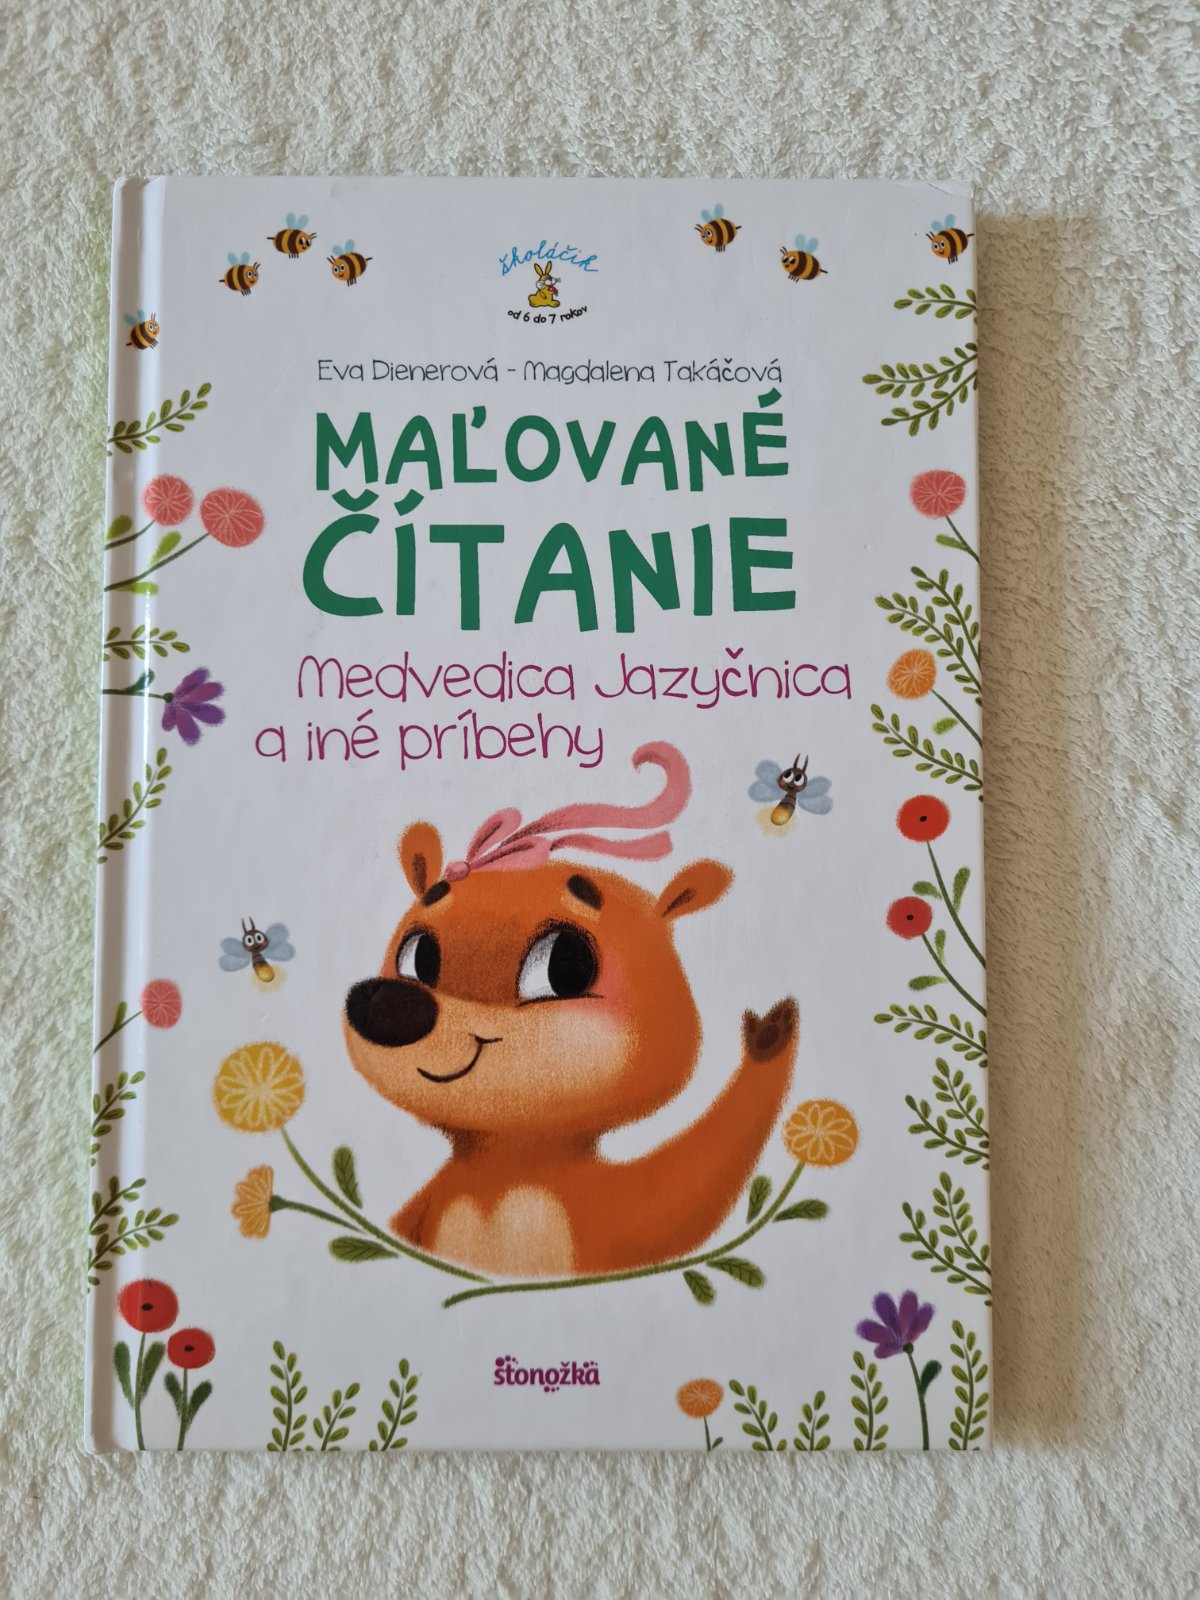 školáčik
od 6 do 7 rokov
Eva Dienerová - Magdalena Takáčová
MAĽOVANÉ
ČÍTANIE
Medvedica Jazyčnica
a iné príbehy
stonožka